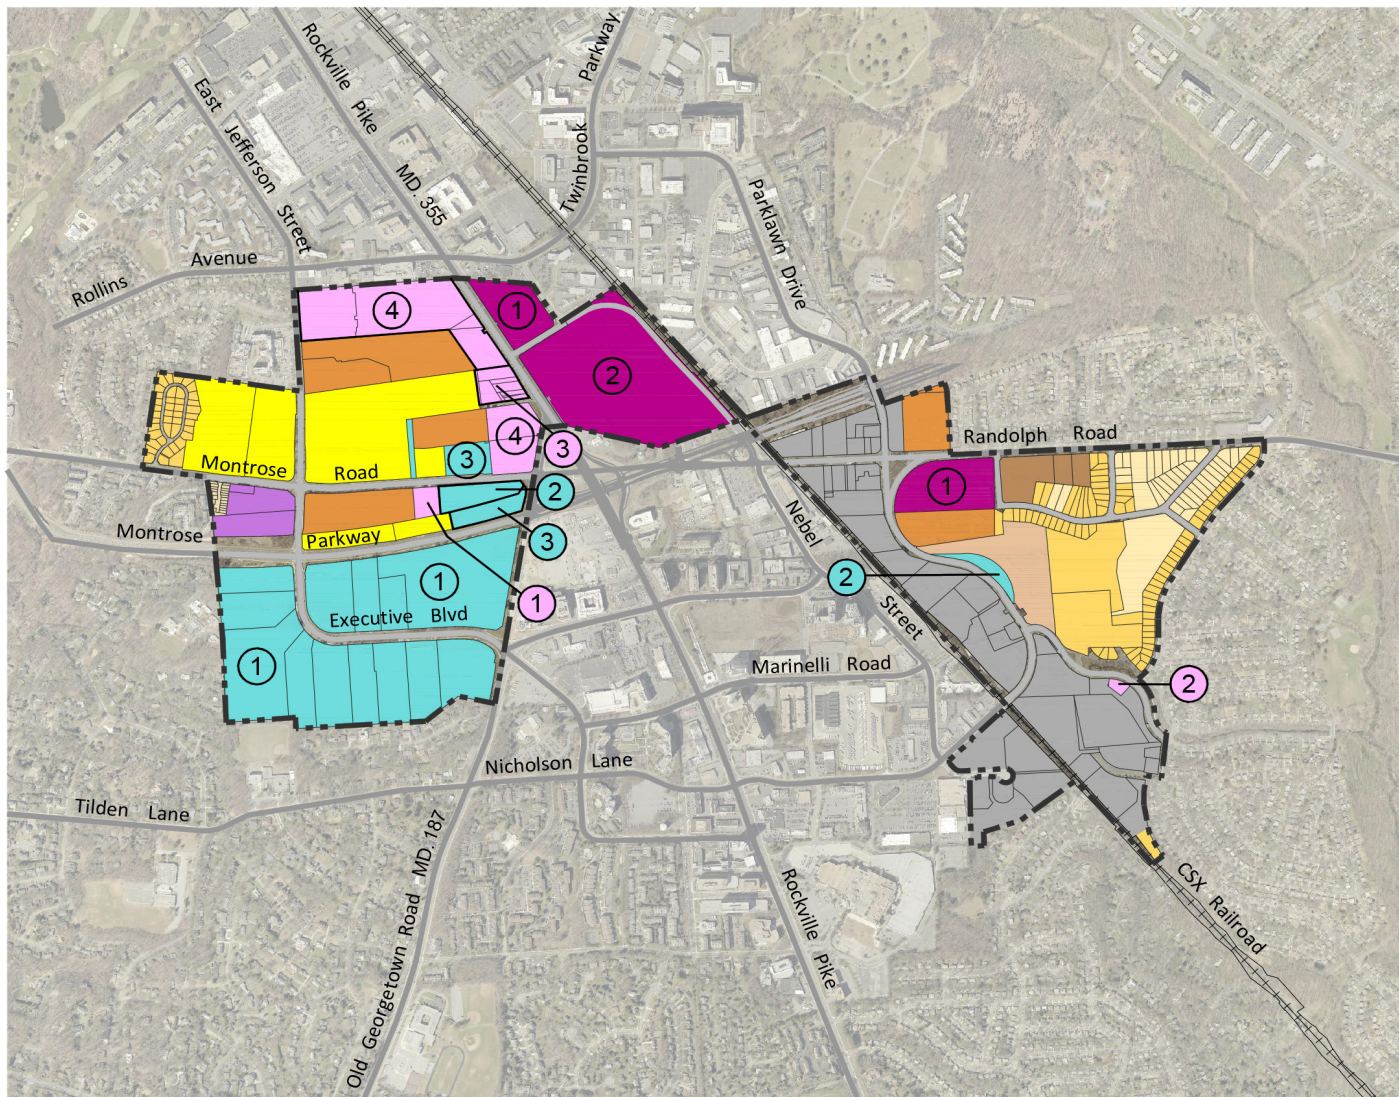 Rockville Pike
MD. 355
East Jefferson Street
Twinbrook Parkway
Parklawn Drive
Rollins Avenue
4
1
2
3
4
3
Montrose Road
2
3
Montrose Parkway
1
1
Executive Blvd
1
Randolph Road
1
Nebel Street
2
Marinelli Road
2
Nicholson Lane
Tilden Lane
Old Georgetown Road MD. 187
Rockville Pike
CSX Railroad